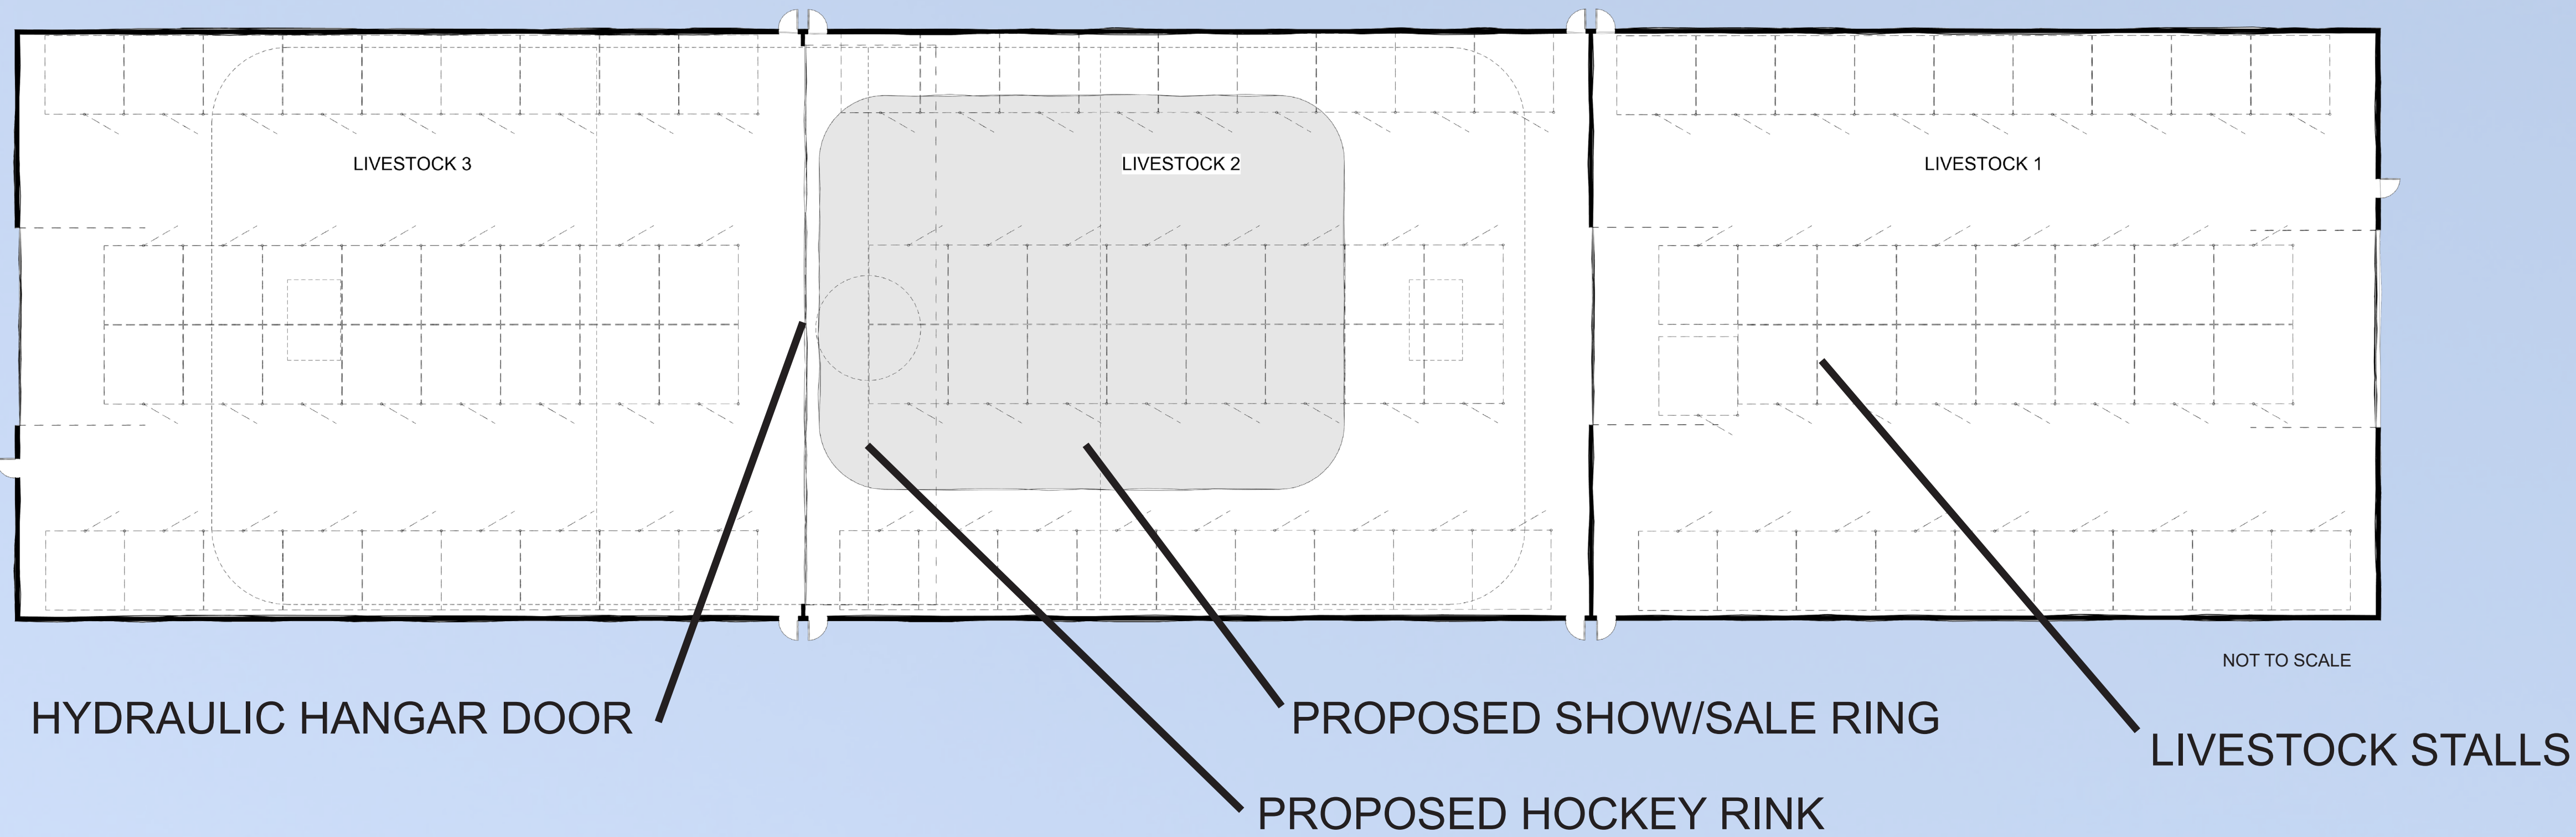 LIVESTOCK 3
LIVESTOCK 2
LIVESTOCK 1
NOT TO SCALE
HYDRAULIC HANGAR DOOR
PROPOSED SHOW/SALE RING
LIVESTOCK STALLS
PROPOSED HOCKEY RINK